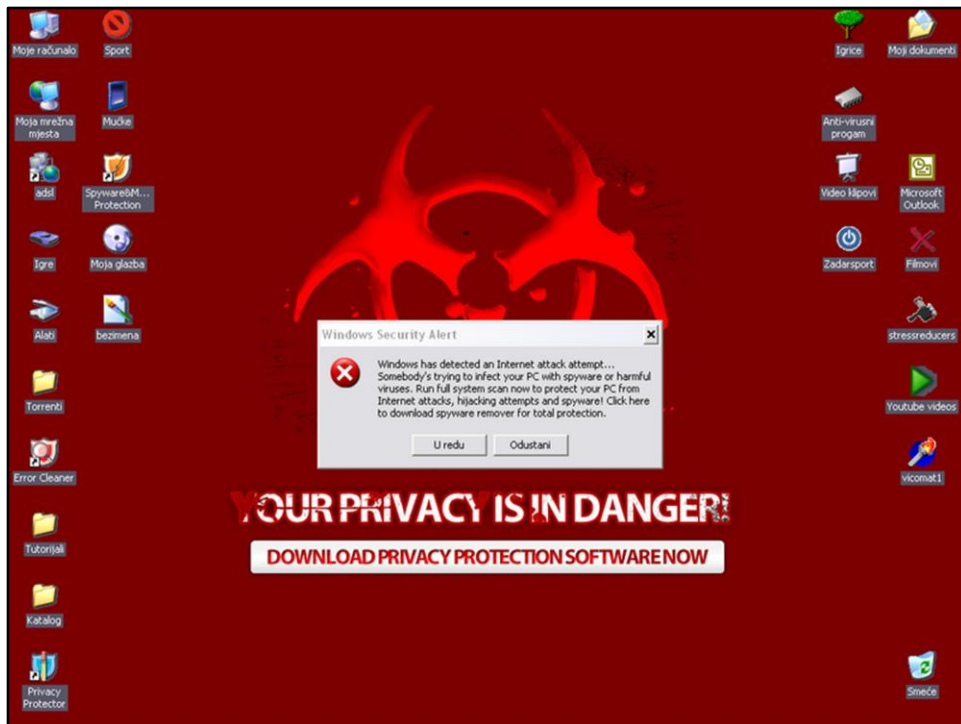 Moje računalo
Sport
Igrice
Moji dokumenti
Moja mrežna
mjesta
Mučke
Anti-virusni
progam
adsl
Spyware&M...
Protection
Video klipovi
Microsoft
Outlook
Igre
Moja glazba
Zadarsport
Filmovi
Alati
bezimena
stressreducers
Windows Security Alert
Windows has detected an Internet attack attempt...
Somebody's trying to infect your PC with spyware or harmful
viruses. Run full system scan now to protect your PC from
Internet attacks, hijacking attempts and spyware! Click here
to download spyware remover for total protection.
U redu
Odustani
Torrenti
Youtube videos
Error Cleaner
vicomat1
YOUR PRIVACY IS IN DANGER!
DOWNLOAD PRIVACY PROTECTION SOFTWARE NOW
Tutorijali
Katalog
Privacy
Protector
Smeće